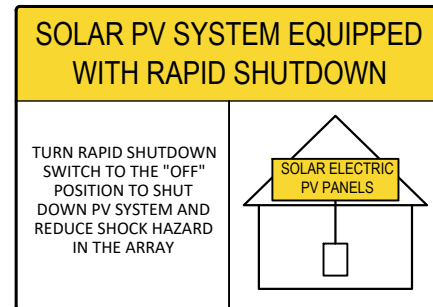 SOLAR PV SYSTEM EQUIPPED
WITH RAPID SHUTDOWN
TURN RAPID SHUTDOWN
SWITCH TO THE "OFF"
POSITION TO SHUT
DOWN PV SYSTEM AND
REDUCE SHOCK HAZARD
IN THE ARRAY
SOLAR ELECTRIC
PV PANELS